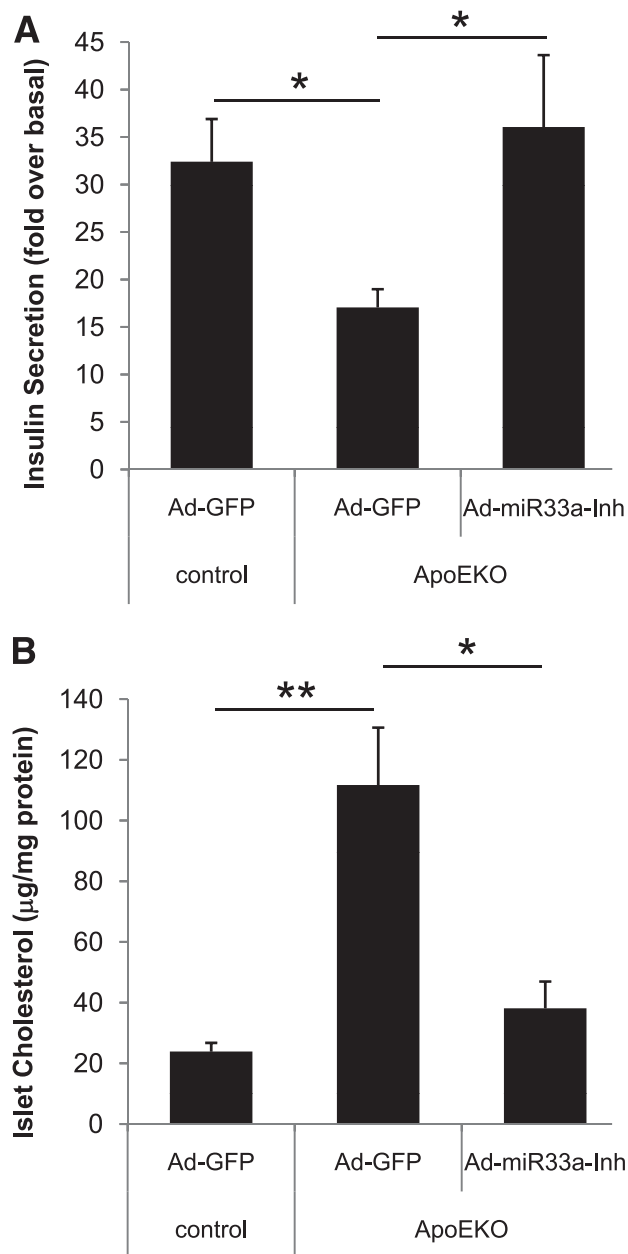 A
Insulin Secretion (fold over basal)
45
40
35
30
25
20
15
10
5
0
*
*
Ad-GFP
Ad-GFP
Ad-miR33a-Inh
control
ApoEKO
B
Islet Cholesterol (μg/mg protein)
140
120
100
80
60
40
20
0
**
*
Ad-GFP
Ad-GFP
Ad-miR33a-Inh
control
ApoEKO